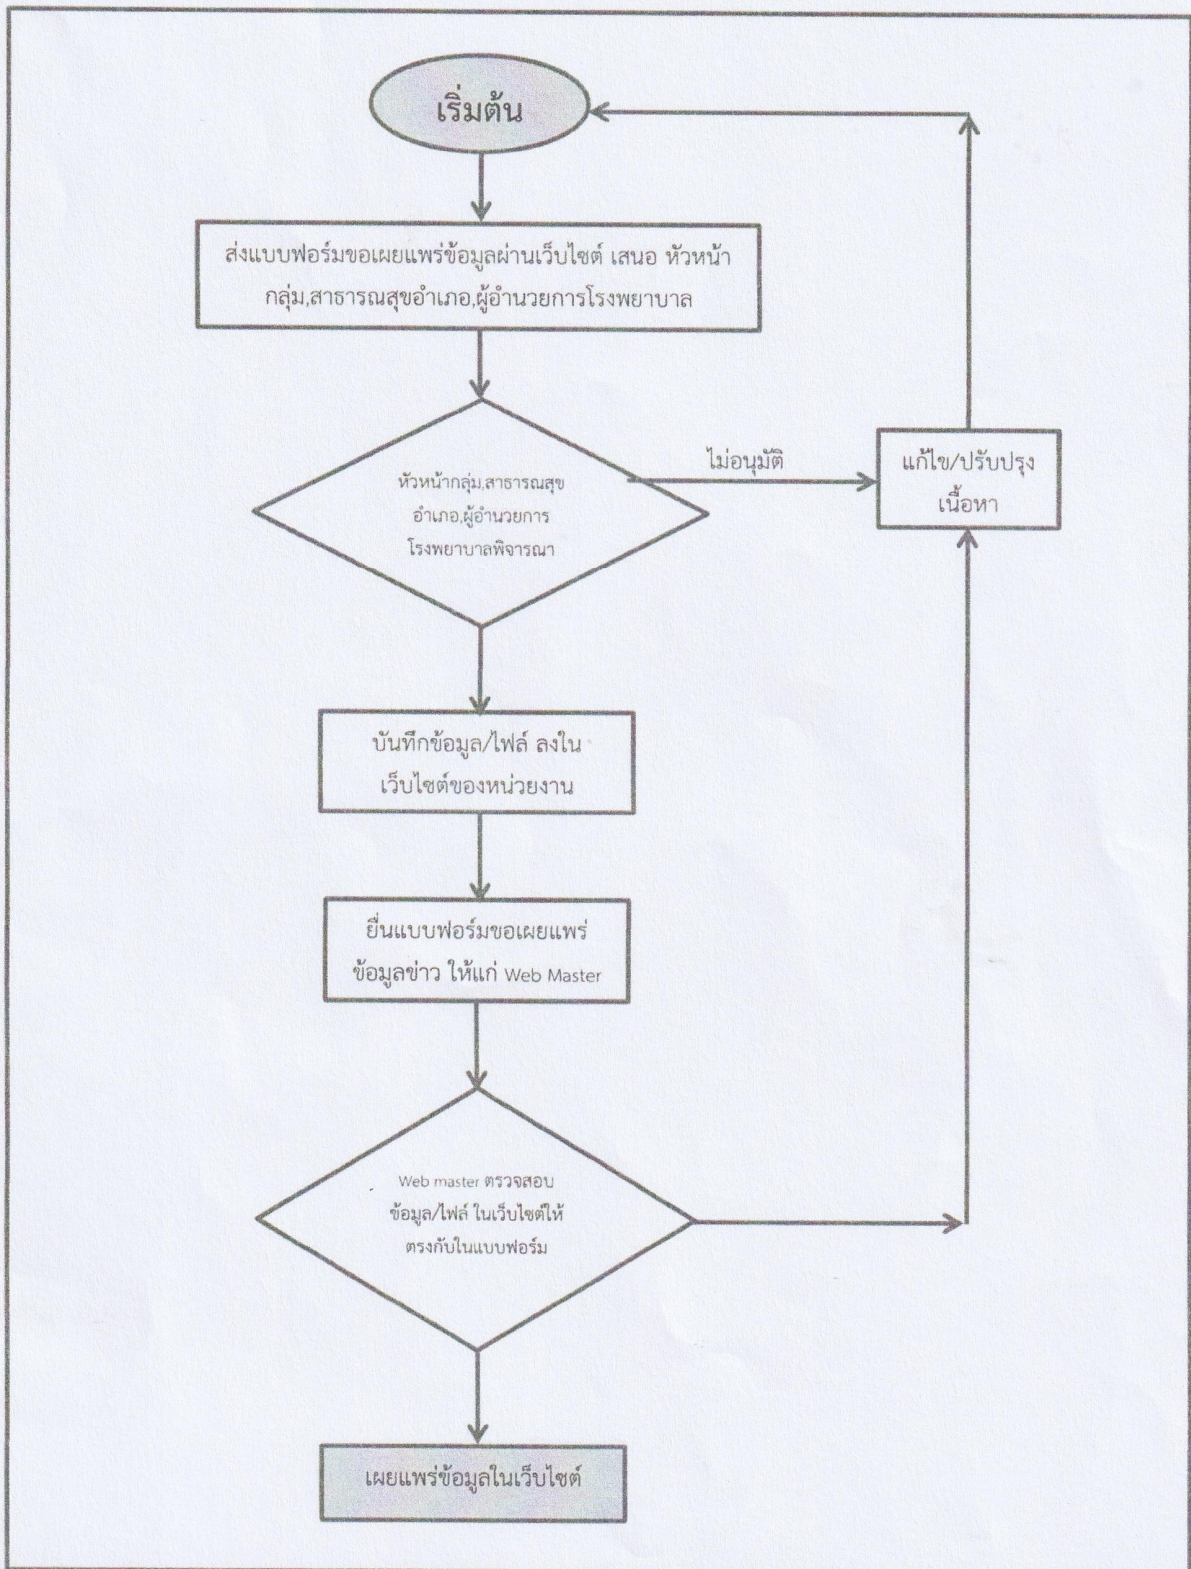 เริ่มต้น
ส่งแบบฟอร์มขอเผยแพร่ข้อมูลผ่านเว็บไซต์ เสนอ หัวหน้า
กลุ่ม,สาธารณสุขอำเภอ,ผู้อำนวยการโรงพยาบาล
หัวหน้ากลุ่ม,สาธารณสุข
อำเภอ,ผู้อำนวยการ
โรงพยาบาลพิจารณา
ไม่อนุมัติ
แก้ไข/ปรับปรุง
เนื้อหา
บันทึกข้อมูล/ไฟล์ ลงใน
เว็บไซต์ของหน่วยงาน
ยื่นแบบฟอร์มขอเผยแพร่
ข้อมูลข่าว ให้แก่ Web Master
Web master ตรวจสอบ
ข้อมูล/ไฟล์ ในเว็บไซต์ให้
ตรงกับในแบบฟอร์ม
เผยแพร่ข้อมูลในเว็บไซต์